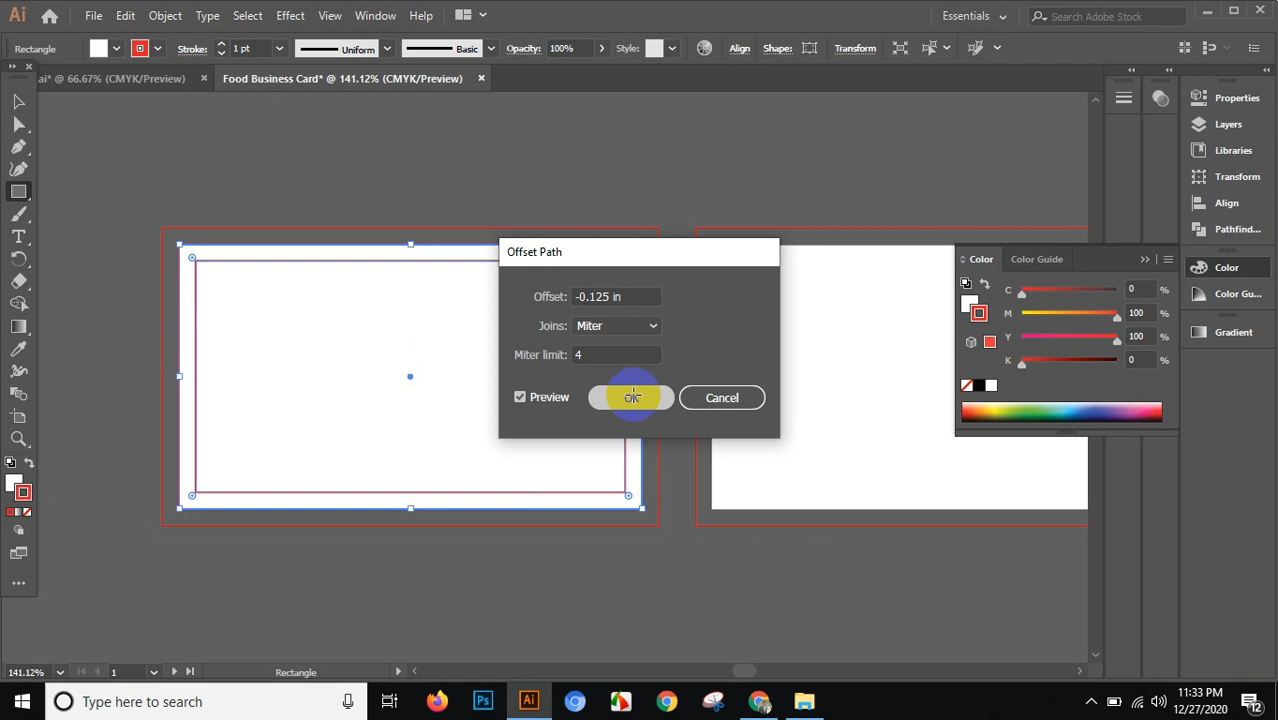 Ai File Edit Object Type Select Effect View Window Help Essentials Search Adobe Stock
Rectangle Stroke: 1 pt Uniform Basic Opacity: 100% Style: Align Shape: Transform
ai* @ 66.67% (CMYK/Preview) × Food Business Card* @ 141.12% (CMYK/Preview) ×
Properties
Layers
Libraries
Transform
Align
Pathfind...
Color
Color Gu...
Gradient
Offset Path
Offset: -0.125 in
Joins: Miter
Miter limit: 4
Preview OK Cancel
Color Color Guide
C 0 %
M 100 %
Y 100 %
K 0 %
141.12% 1 Rectangle
Type here to search
Ps Ai
11:33 PM
12/27/2020
12